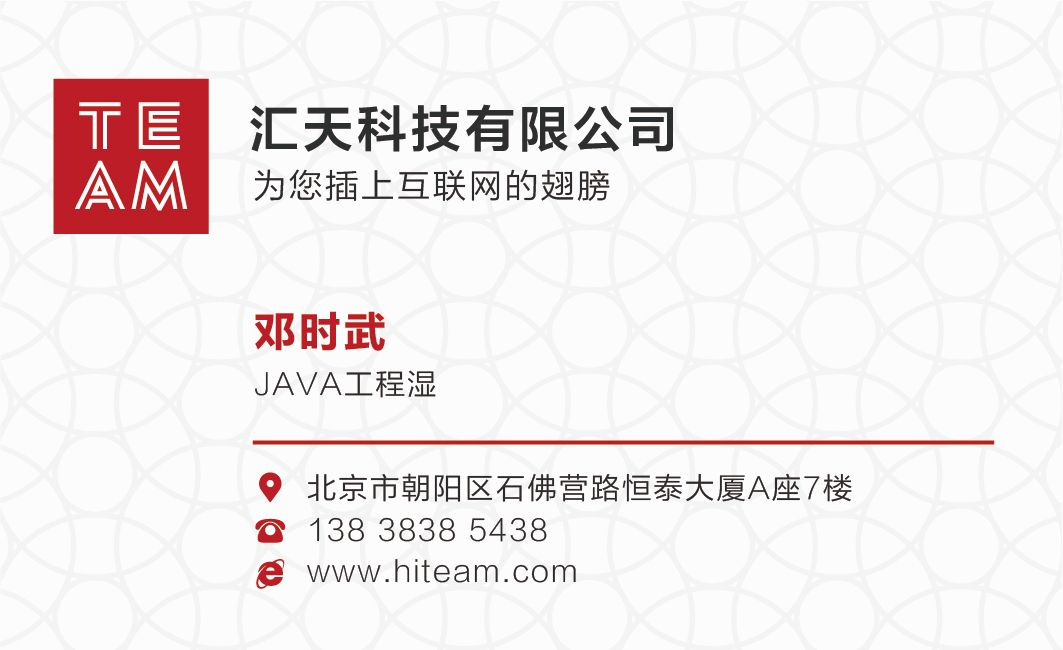 TE
AM
汇天科技有限公司
为您插上互联网的翅膀
邓时武
JAVA工程湿
北京市朝阳区石佛营路恒泰大厦A座7楼
138 3838 5438
www.hiteam.com